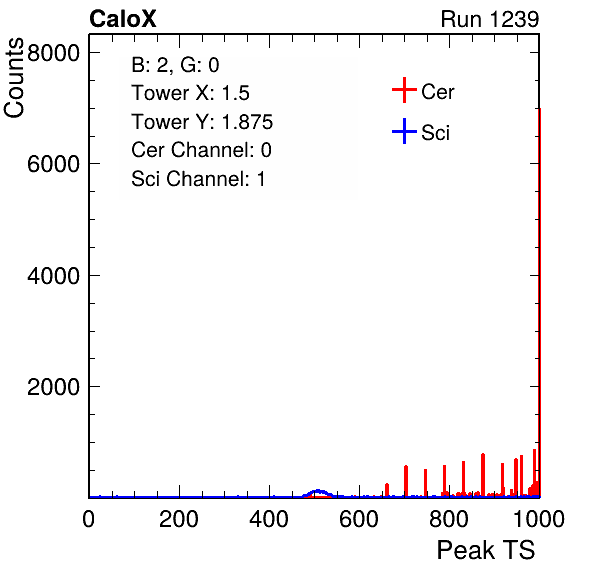 CaloX Run 1239
Counts
8000
6000
4000
2000
B: 2, G: 0
Tower X: 1.5
Tower Y: 1.875
Cer Channel: 0
Sci Channel: 1
Cer
Sci
0 200 400 600 800 1000
Peak TS